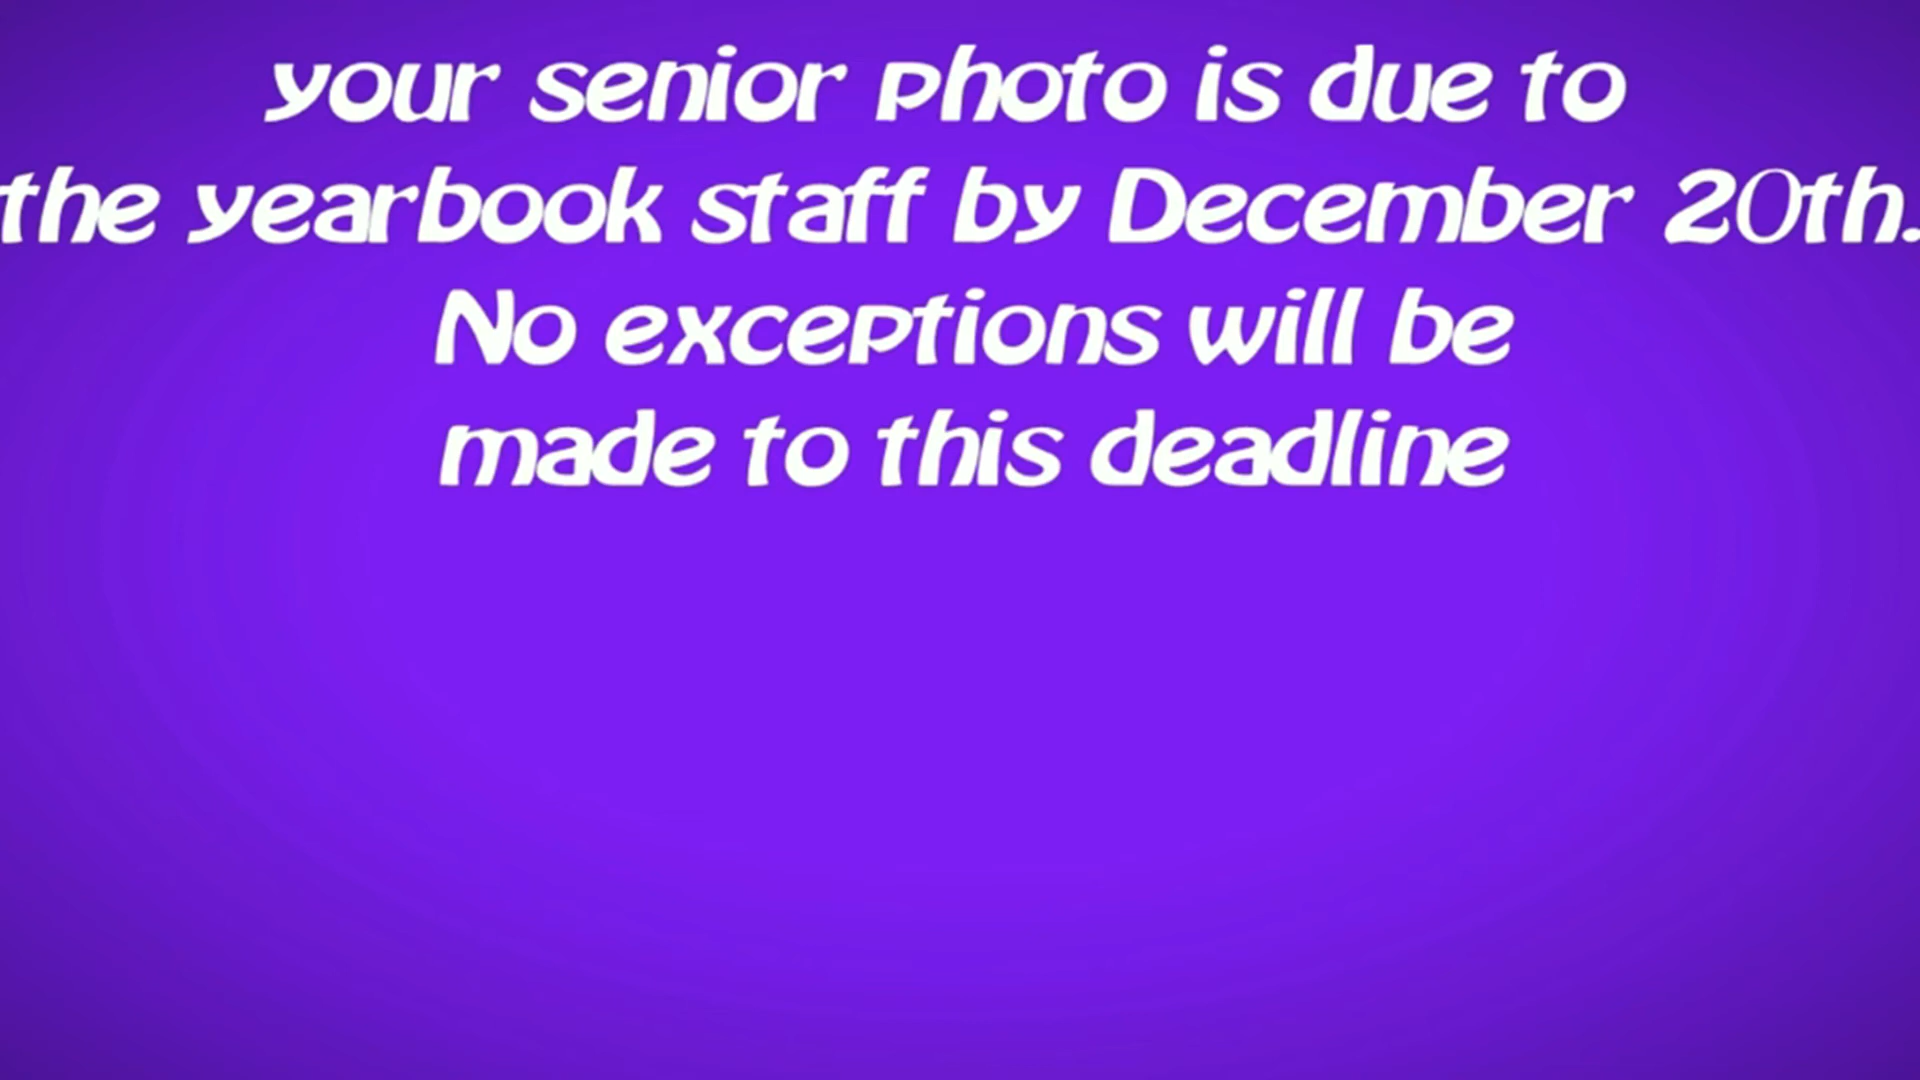 your senior photo is due to
the yearbook staff by December 20th.
No exceptions will be
made to this deadline